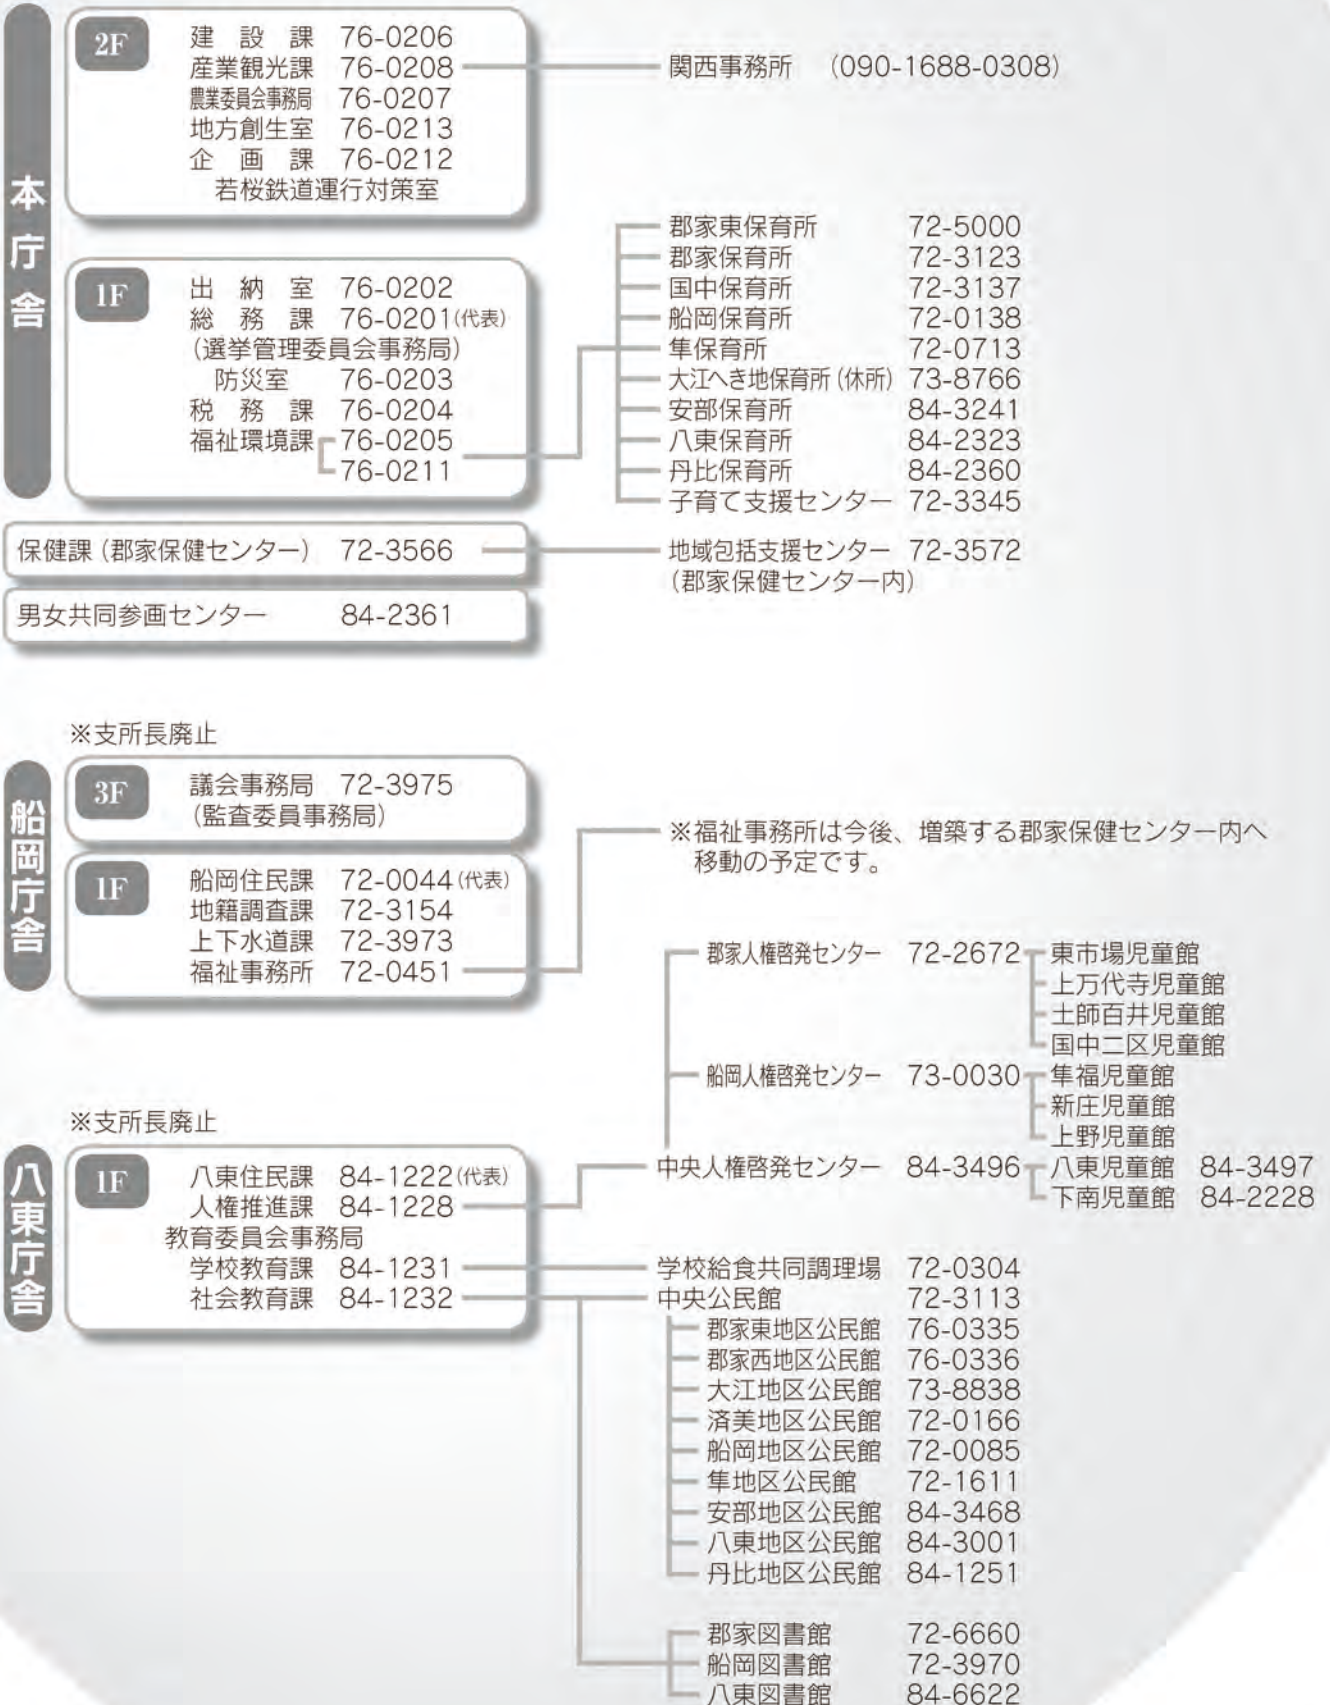 本庁舎
2F
建設課 76-0206
産業観光課 76-0208
関西事務所 (090-1688-0308)
農業委員会事務局 76-0207
地方創生室 76-0213
企画課 76-0212
若桜鉄道運行対策室
1F
出納室 76-0202
総務課 76-0201(代表)
(選挙管理委員会事務局)
防災室 76-0203
税務課 76-0204
福祉環境課 76-0205
76-0211
郡家東保育所 72-5000
郡家保育所 72-3123
国中保育所 72-3137
船岡保育所 72-0138
隼保育所 72-0713
大江へき地保育所(休所) 73-8766
安部保育所 84-3241
八東保育所 84-2323
丹比保育所 84-2360
子育て支援センター 72-3345
保健課(郡家保健センター) 72-3566
地域包括支援センター 72-3572
(郡家保健センター内)
男女共同参画センター 84-2361
※支所長廃止
船岡庁舎
3F
議会事務局 72-3975
(監査委員事務局)
1F
船岡住民課 72-0044(代表)
地籍調査課 72-3154
上下水道課 72-3973
福祉事務所 72-0451
※福祉事務所は今後、増築する郡家保健センター内へ
移動の予定です。
※支所長廃止
八東庁舎
1F
八東住民課 84-1222(代表)
人権推進課 84-1228
教育委員会事務局
学校教育課 84-1231
社会教育課 84-1232
郡家人権啓発センター 72-2672
東市場児童館
上万代寺児童館
土師百井児童館
国中二区児童館
船岡人権啓発センター 73-0030
隼福児童館
新庄児童館
上野児童館
中央人権啓発センター 84-3496
八東児童館 84-3497
下南児童館 84-2228
学校給食共同調理場 72-0304
中央公民館 72-3113
郡家東地区公民館 76-0335
郡家西地区公民館 76-0336
大江地区公民館 73-8838
済美地区公民館 72-0166
船岡地区公民館 72-0085
隼地区公民館 72-1611
安部地区公民館 84-3468
八東地区公民館 84-3001
丹比地区公民館 84-1251
郡家図書館 72-6660
船岡図書館 72-3970
八東図書館 84-6622